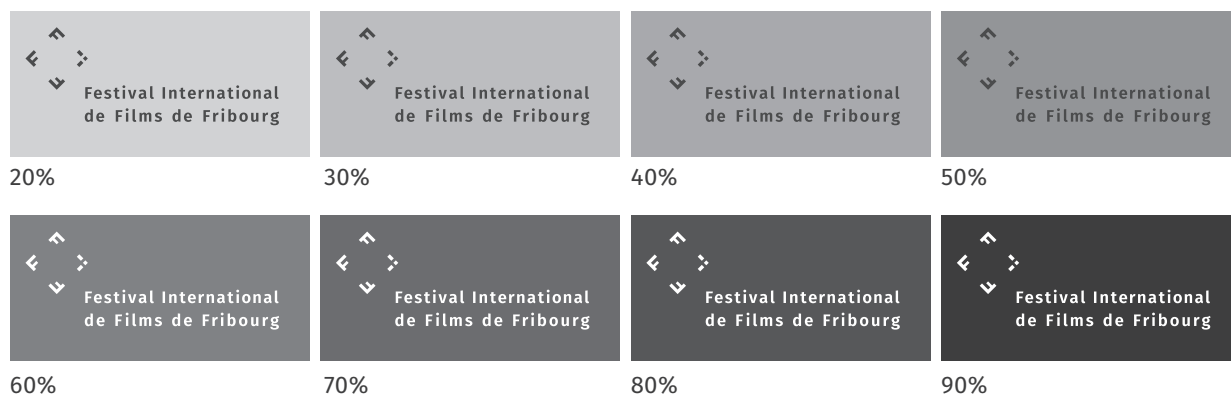 Festival International
de Films de Fribourg
20%
Festival International
de Films de Fribourg
30%
Festival International
de Films de Fribourg
40%
Festival International
de Films de Fribourg
50%
Festival International
de Films de Fribourg
60%
Festival International
de Films de Fribourg
70%
Festival International
de Films de Fribourg
80%
Festival International
de Films de Fribourg
90%